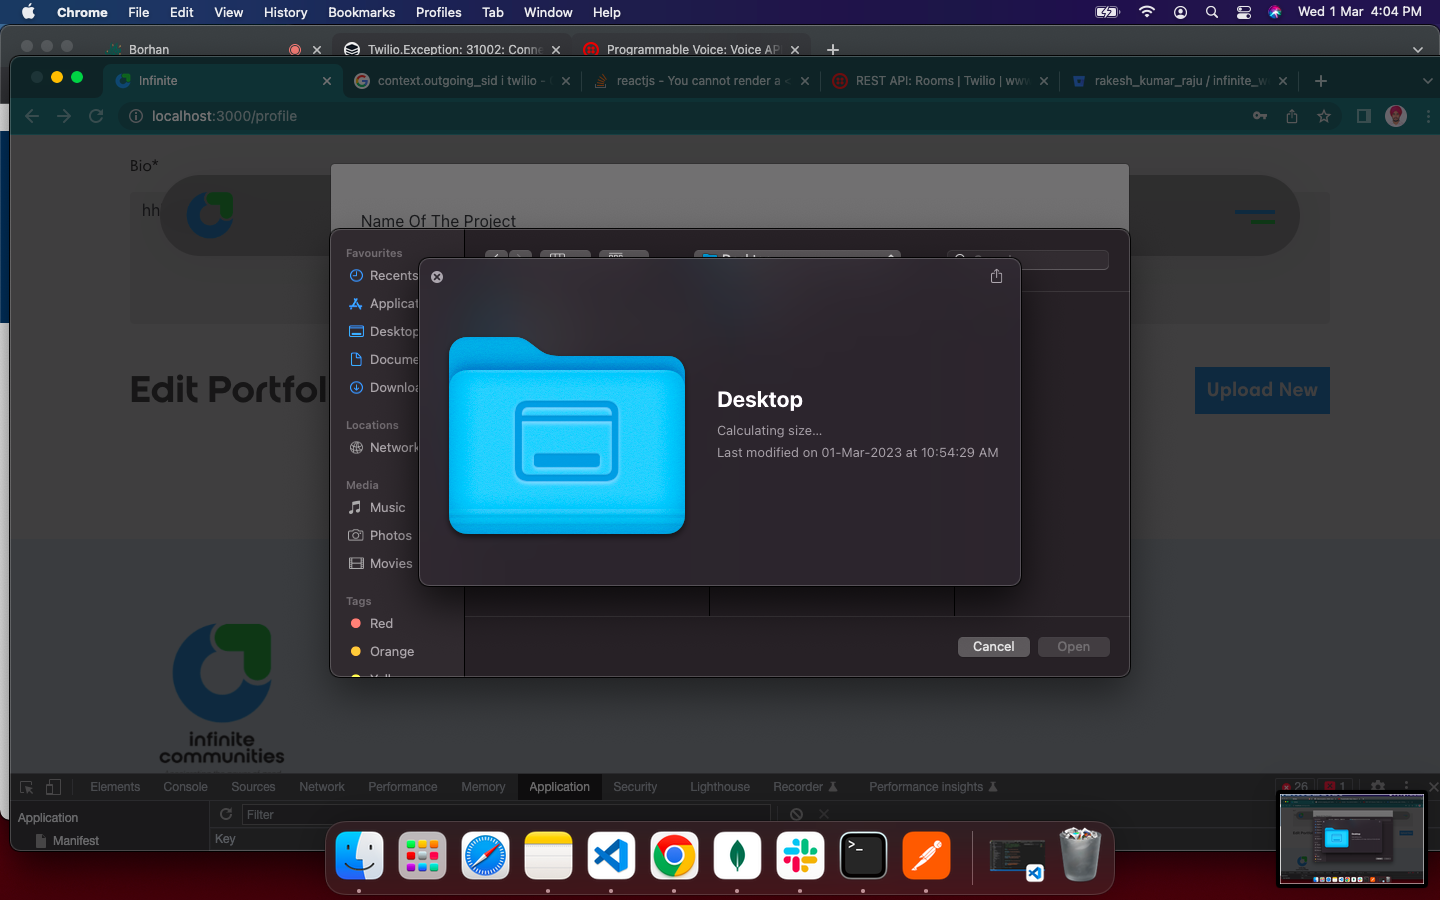 Chrome File Edit View History Bookmarks Profiles Tab Window Help Wed 1 Mar 4:04 PM
Borhan Twilio.Exception: 31002: Conne Programmable Voice: Voice AP
Infinite context.outgoing_sid i twilio - reactjs - You cannot render a < REST API: Rooms | Twilio | www rakesh_kumar_raju / infinite_w
localhost:3000/profile
Bio*
hh
Name Of The Project
Favourites
Recents
Applicat
Desktop
Docume
Downloa
Locations
Network
Media
Music
Photos
Movies
Tags
Red
Orange
Desktop
Calculating size...
Last modified on 01-Mar-2023 at 10:54:29 AM
Cancel Open
Edit Portfol
Upload New
infinite
communities
Elements Console Sources Network Performance Memory Application Security Lighthouse Recorder Performance insights 26 1
Application
Manifest
Filter
Key